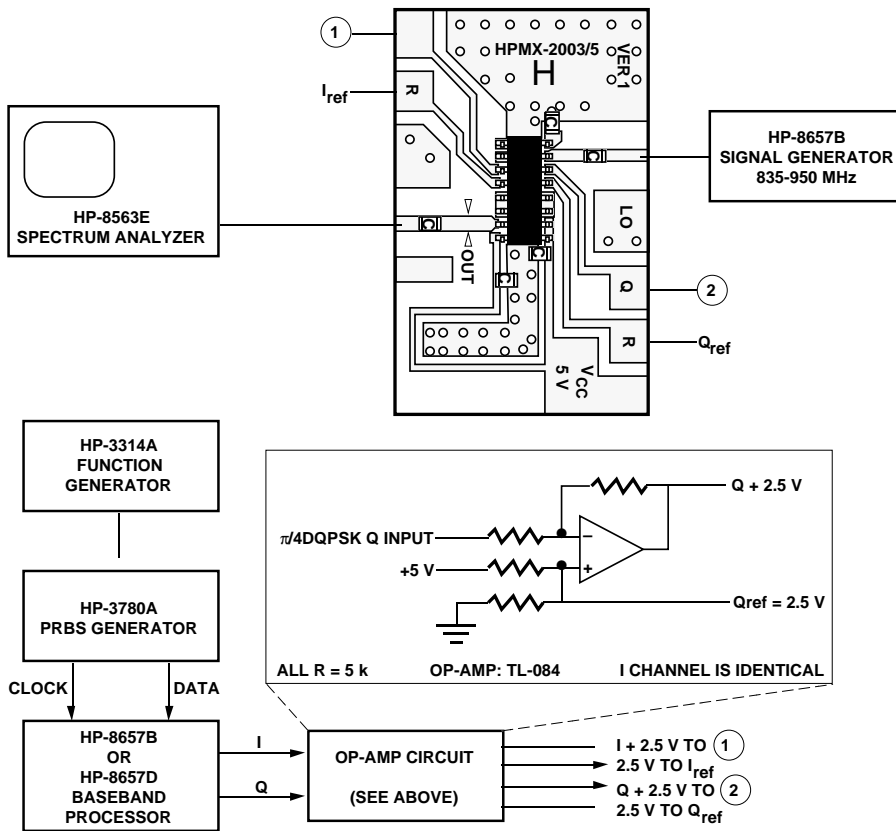 1
HPMX-2003/5
H
VER 1
I ref
R
C
HP-8657B
SIGNAL GENERATOR
835-950 MHz
C
HP-8563E
SPECTRUM ANALYZER
C
LO
OUT
C
C
Q
2
R
Q ref
V CC
5 V
HP-3314A
FUNCTION
GENERATOR
Q + 2.5 V
π/4DQPSK Q INPUT
–
+5 V
+
Qref = 2.5 V
HP-3780A
PRBS GENERATOR
ALL R = 5 k OP-AMP: TL-084 I CHANNEL IS IDENTICAL
CLOCK DATA
HP-8657B
OR
HP-8657D
BASEBAND
PROCESSOR
I
Q
OP-AMP CIRCUIT
(SEE ABOVE)
I + 2.5 V TO 1
2.5 V TO I ref
Q + 2.5 V TO 2
2.5 V TO Q ref